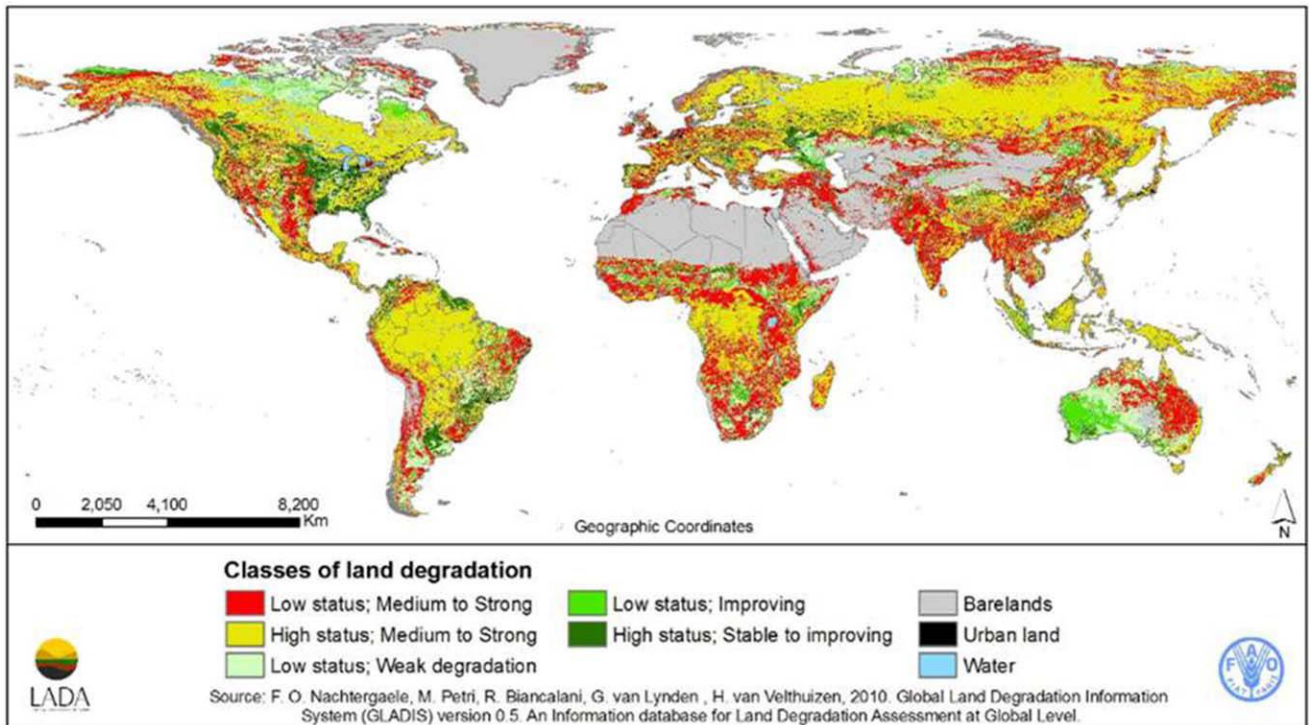 0 2,050 4,100 8,200
Km
Geographic Coordinates
N
Classes of land degradation
Low status; Medium to Strong
High status; Medium to Strong
Low status; Weak degradation
Low status; Improving
High status; Stable to improving
Barelands
Urban land
Water
LADA
F A O
FIAT PANIS
Source: F. O. Nachtergaele, M. Petri, R. Biancalani, G. van Lynden , H. van Velthuizen, 2010. Global Land Degradation Information
System (GLADIS) version 0.5. An Information database for Land Degradation Assessment at Global Level.